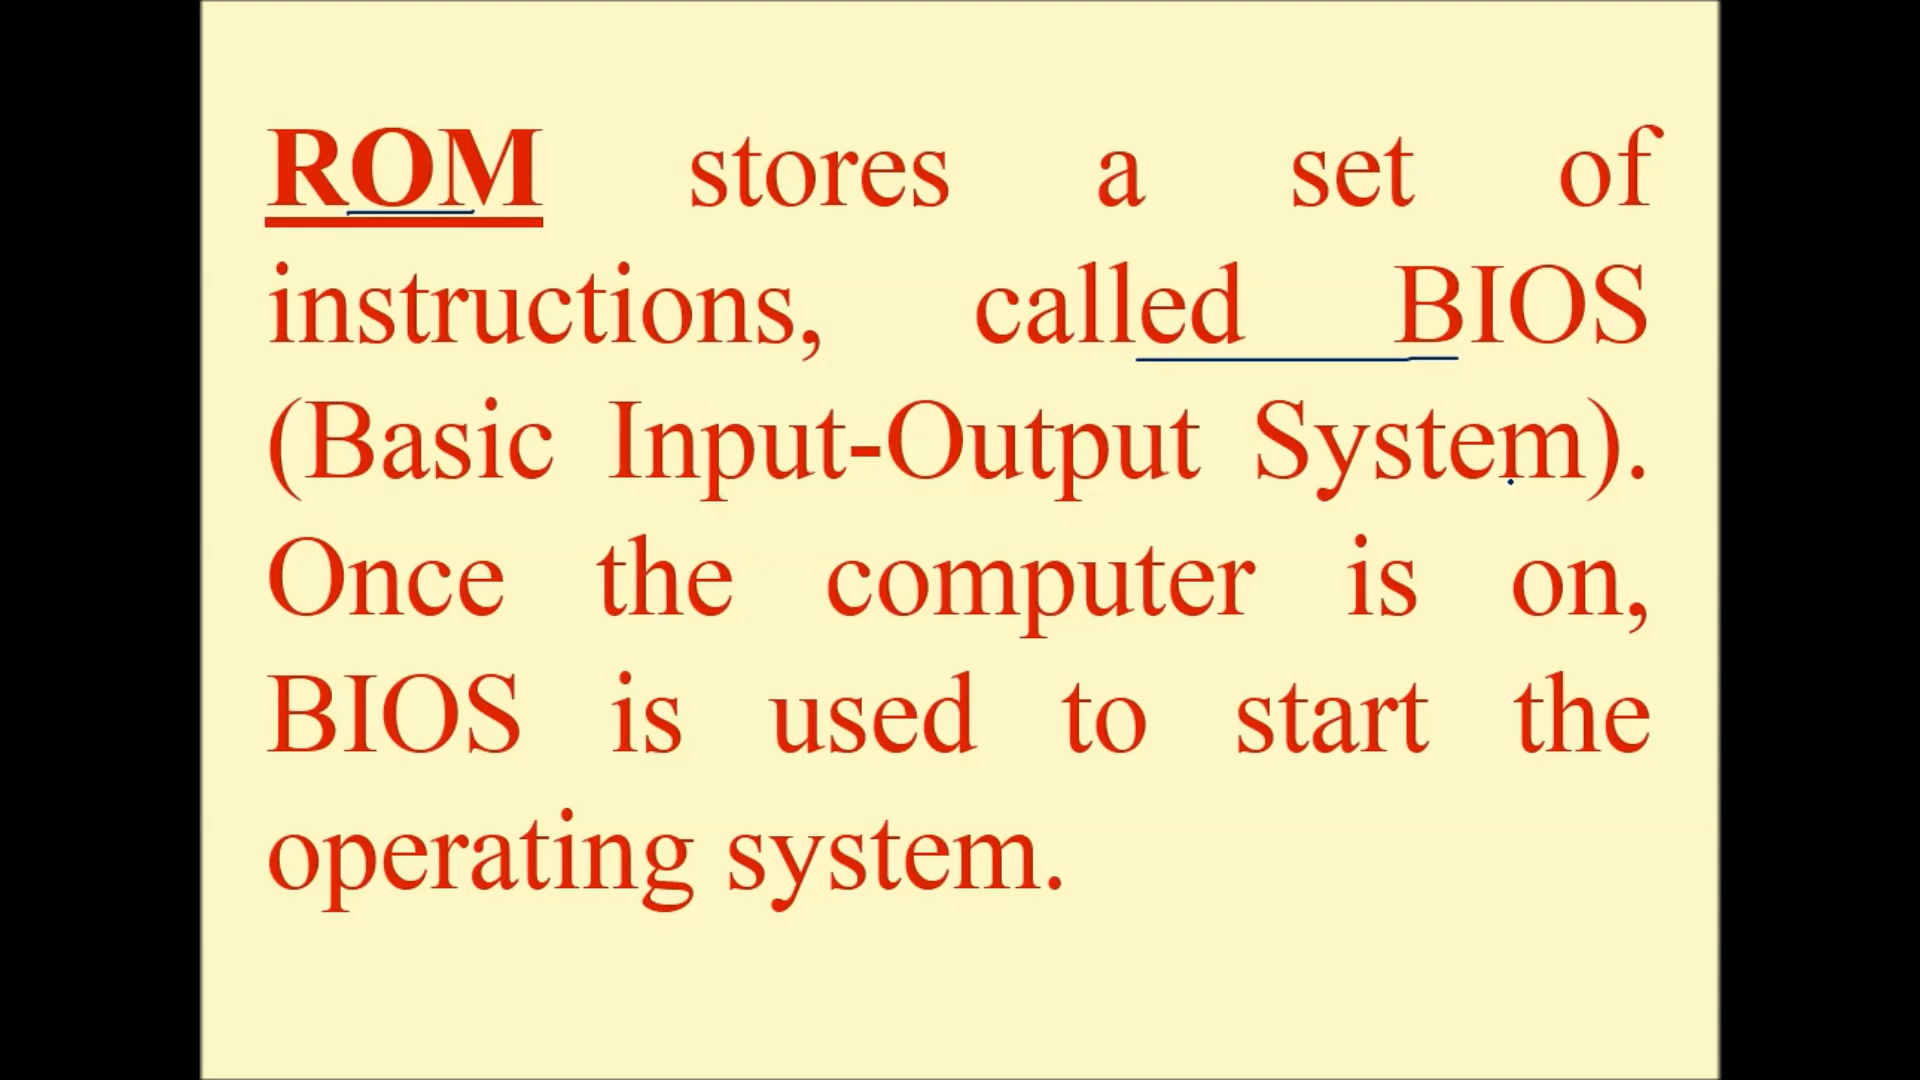 ROM stores a set of
instructions, called BIOS
(Basic Input-Output System).
Once the computer is on,
BIOS is used to start the
operating system.